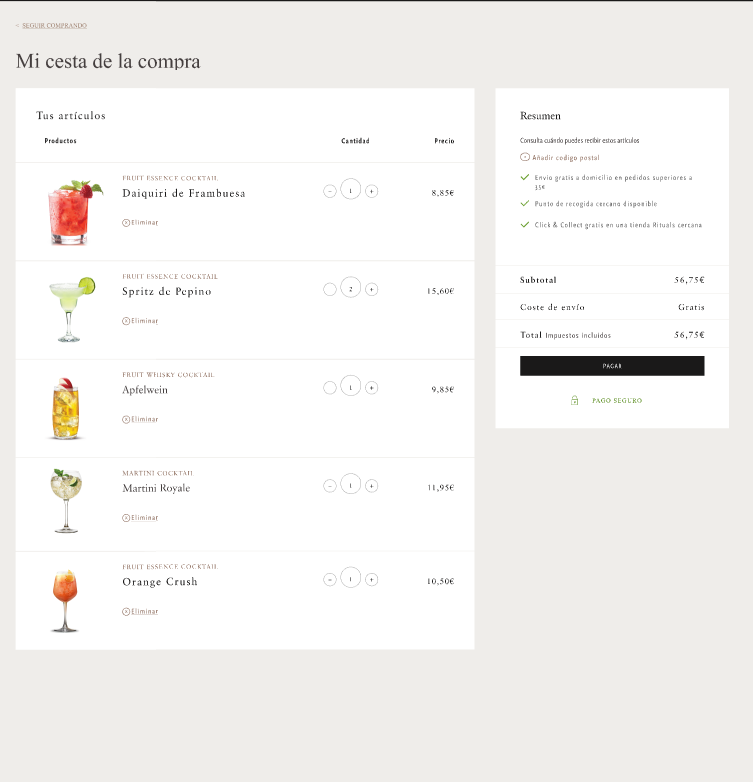 < SEGUIR COMPRANDO
Mi cesta de la compra
Tus artículos
Productos Cantidad Precio
FRUIT ESSENCE COCKTAIL
Daiquiri de Frambuesa
− 1 +
8,85€
Eliminar
FRUIT ESSENCE COCKTAIL
Spritz de Pepino
2 +
15,60€
Eliminar
FRUIT WHISKY COCKTAIL
Apfelwein
1 +
9,85€
Eliminar
MARTINI COCKTAIL
Martini Royale
− 1 +
11,95€
Eliminar
FRUIT ESSENCE COCKTAIL
Orange Crush
− 1 +
10,50€
Eliminar
Resumen
Consulta cuándo puedes recibir estos artículos
Añadir codigo postal
Envío gratis a domicilio en pedidos superiores a
35€
Punto de recogida cercano disponible
Click & Collect gratis en una tienda Rituals cercana
Subtotal 56,75€
Coste de envío Gratis
Total Impuestos incluidos 56,75€
PAGAR
PAGO SEGURO